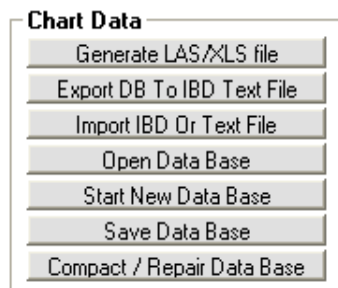 Chart Data
Generate LAS/XLS file
Export DB To IBD Text File
Import IBD Or Text File
Open Data Base
Start New Data Base
Save Data Base
Compact / Repair Data Base